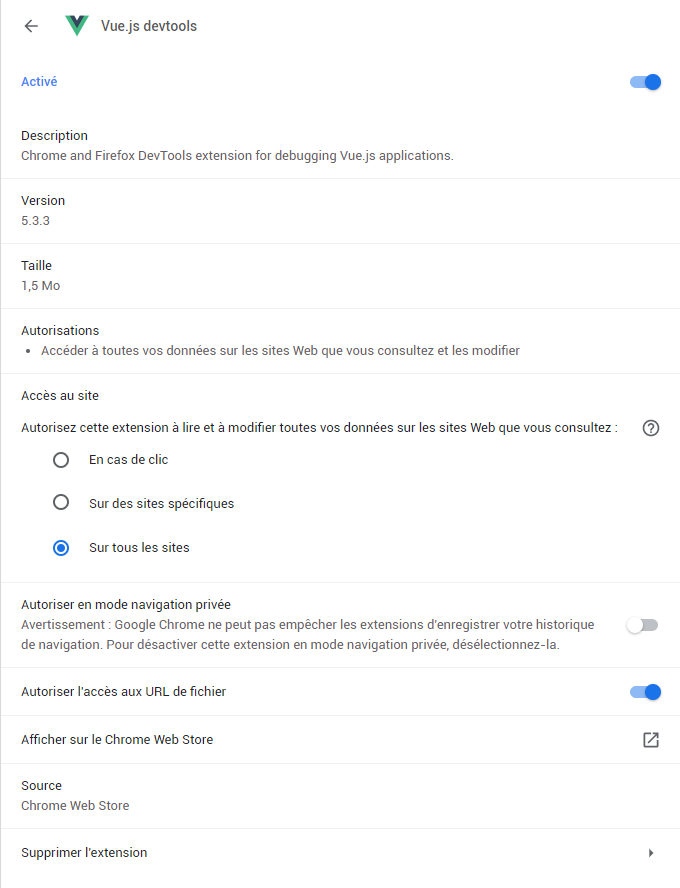 Vue.js devtools
Activé
Description
Chrome and Firefox DevTools extension for debugging Vue.js applications.
Version
5.3.3
Taille
1,5 Mo
Autorisations
• Accéder à toutes vos données sur les sites Web que vous consultez et les modifier
Accès au site
Autorisez cette extension à lire et à modifier toutes vos données sur les sites Web que vous consultez :
En cas de clic
Sur des sites spécifiques
Sur tous les sites
Autoriser en mode navigation privée
Avertissement : Google Chrome ne peut pas empêcher les extensions d'enregistrer votre historique
de navigation. Pour désactiver cette extension en mode navigation privée, désélectionnez-la.
Autoriser l'accès aux URL de fichier
Afficher sur le Chrome Web Store
Source
Chrome Web Store
Supprimer l'extension